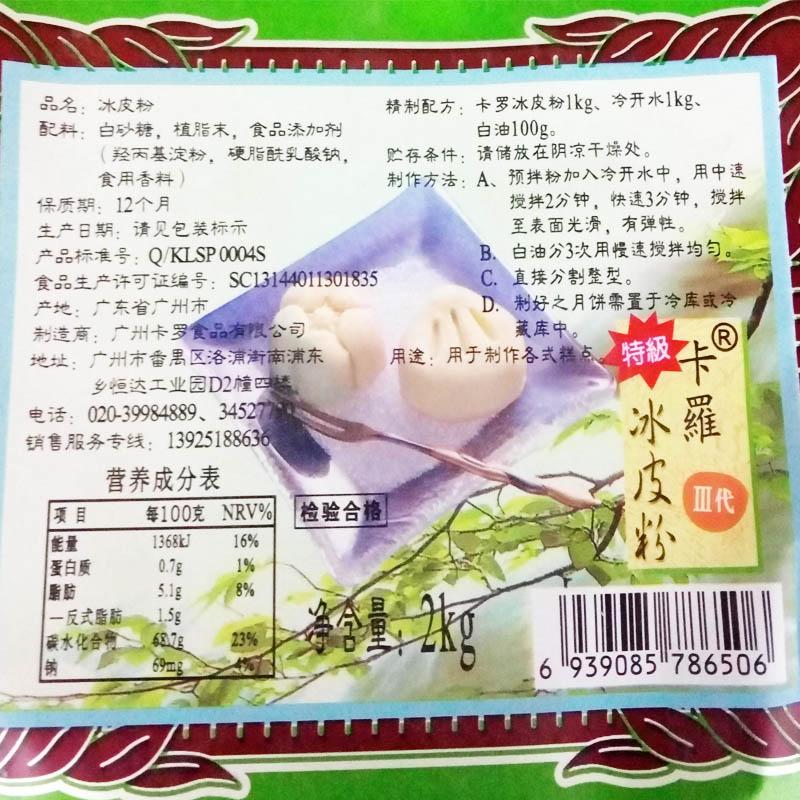 品名：冰皮粉
配料：白砂糖，植脂末，食品添加剂
（羟丙基淀粉，硬脂酰乳酸钠，
食用香料）
保质期：12个月
生产日期：请见包装标示
产品标准号：Q/KLSP 0004S
食品生产许可证编号：SC13144011301835
产地：广东省广州市
制造商：广州卡罗食品有限公司
地址：广州市番禺区洛浦街南浦东
乡恒达工业园D2幢四楼
电话：020-39984889、345277
销售服务专线：13925188636
精制配方：卡罗冰皮粉1kg、冷开水1kg、
白油100g。
贮存条件：请储放在阴凉干燥处。
制作方法：A、预拌粉加入冷开水中，用中速
搅拌2分钟，快速3分钟，搅拌
至表面光滑，有弹性。
B. 白油分3次用慢速搅拌均匀。
C. 直接分割整型。
D. 制好之月饼需置于冷库或冷
藏库中。
用途：用于制作各式糕点。
特級
卡羅®
冰皮粉
III代
营养成分表
项目 每100克 NRV%
能量 1368kJ 16%
蛋白质 0.7g 1%
脂肪 5.1g 8%
—反式脂肪 1.5g
碳水化合物 68.7g 23%
钠 69mg 4%
检验合格
净含量：2kg
6 939085 786506